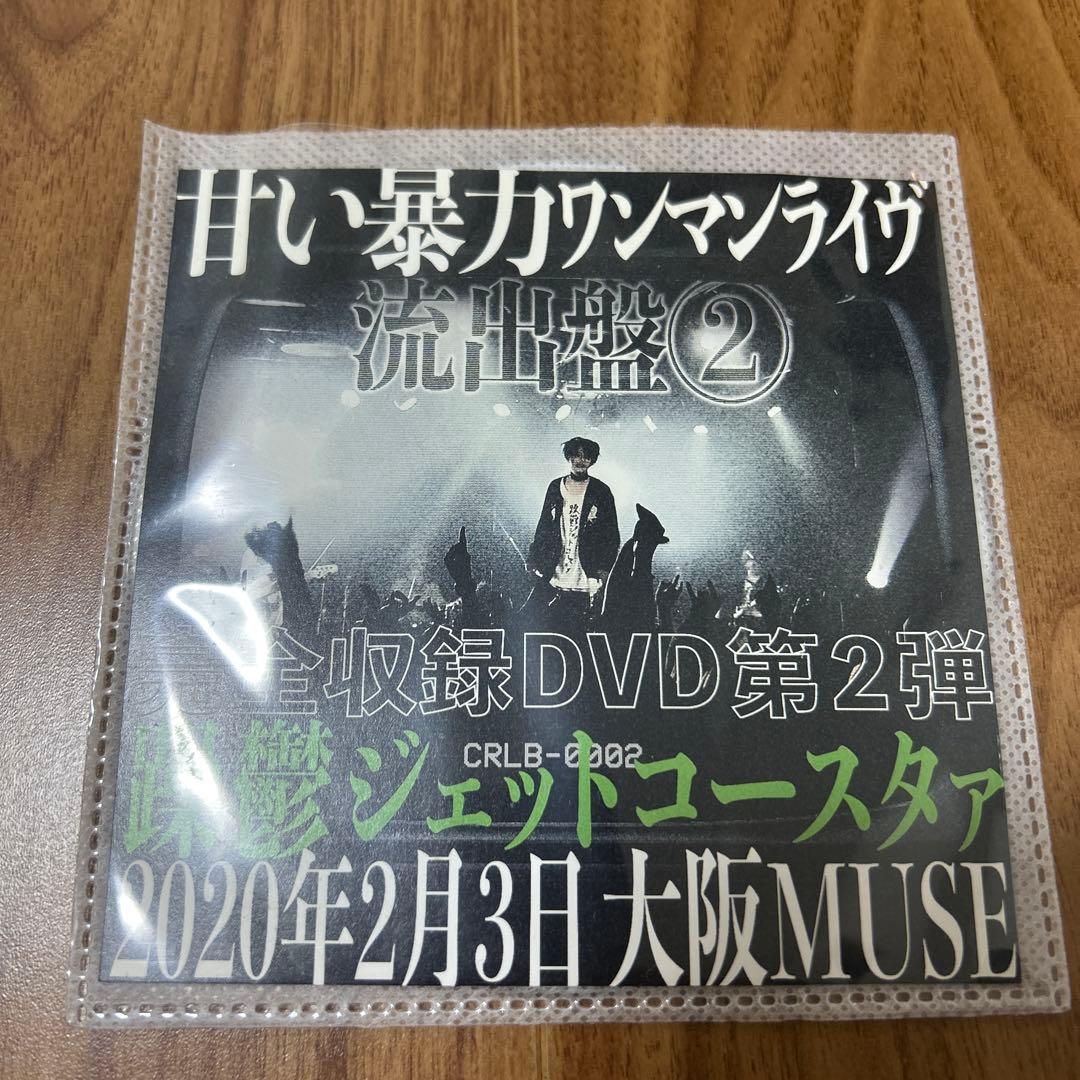 甘い暴力ワンマンライヴ
流出盤②
完全収録DVD第2弾
CRLB-0002
躁鬱ジェットコースタァ
2020年2月3日 大阪MUSE